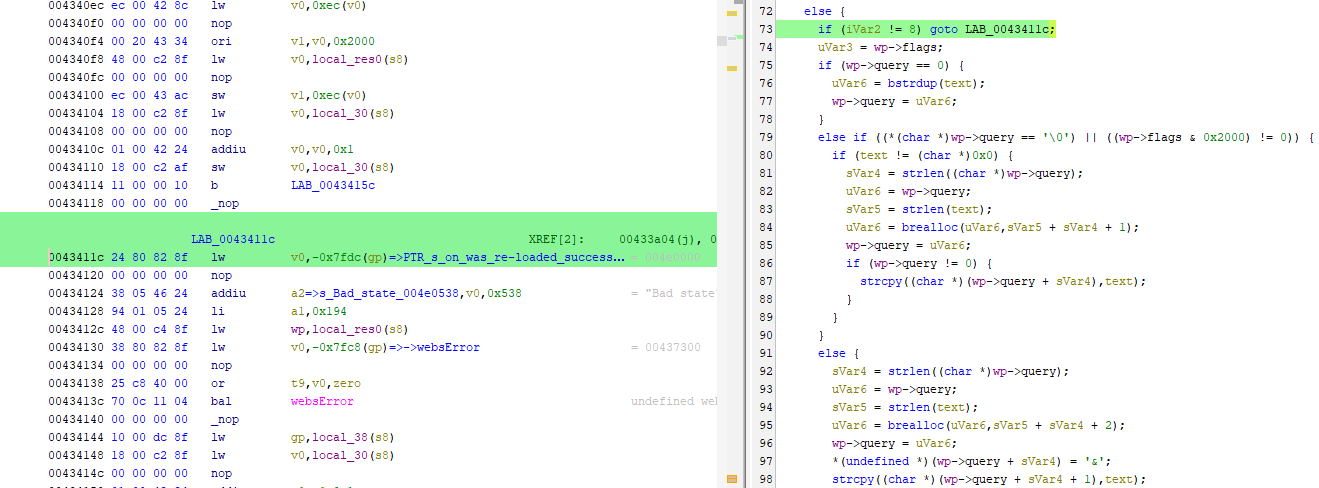 004340ec ec 00 42 8c lw v0,0xec(v0)
004340f0 00 00 00 00 nop
004340f4 00 20 43 34 ori v1,v0,0x2000
004340f8 48 00 c2 8f lw v0,local_res0(s8)
004340fc 00 00 00 00 nop
00434100 ec 00 43 ac sw v1,0xec(v0)
00434104 18 00 c2 8f lw v0,local_30(s8)
00434108 00 00 00 00 nop
0043410c 01 00 42 24 addiu v0,v0,0x1
00434110 18 00 c2 af sw v0,local_30(s8)
00434114 11 00 00 10 b LAB_0043415c
00434118 00 00 00 00 _nop
LAB_0043411c XREF[2]: 00433a04(j), 0
0043411c 24 80 82 8f lw v0,-0x7fdc(gp)=>PTR_s_on_was_re-loaded_success... = 004e0000
00434120 00 00 00 00 nop
00434124 38 05 46 24 addiu a2=>s_Bad_state_004e0538,v0,0x538 = "Bad state"
00434128 94 01 05 24 li a1,0x194
0043412c 48 00 c4 8f lw wp,local_res0(s8)
00434130 38 80 82 8f lw v0,-0x7fc8(gp)=>->websError = 00437300
00434134 00 00 00 00 nop
00434138 25 c8 40 00 or t9,v0,zero
0043413c 70 0c 11 04 bal websError undefined web
00434140 00 00 00 00 _nop
00434144 10 00 dc 8f lw gp,local_38(s8)
00434148 18 00 c2 8f lw v0,local_30(s8)
0043414c 00 00 00 00 nop
72 else {
73 if (iVar2 != 8) goto LAB_0043411c;
74 uVar3 = wp->flags;
75 if (wp->query == 0) {
76 uVar6 = bstrdup(text);
77 wp->query = uVar6;
78 }
79 else if ((*(char *)wp->query == '\0') || ((wp->flags & 0x2000) != 0)) {
80 if (text != (char *)0x0) {
81 sVar4 = strlen((char *)wp->query);
82 uVar6 = wp->query;
83 sVar5 = strlen(text);
84 uVar6 = brealloc(uVar6,sVar5 + sVar4 + 1);
85 wp->query = uVar6;
86 if (wp->query != 0) {
87 strcpy((char *)(wp->query + sVar4),text);
88 }
89 }
90 }
91 else {
92 sVar4 = strlen((char *)wp->query);
93 uVar6 = wp->query;
94 sVar5 = strlen(text);
95 uVar6 = brealloc(uVar6,sVar5 + sVar4 + 2);
96 wp->query = uVar6;
97 *(undefined *)(wp->query + sVar4) = '&';
98 strcpy((char *)(wp->query + sVar4 + 1),text);